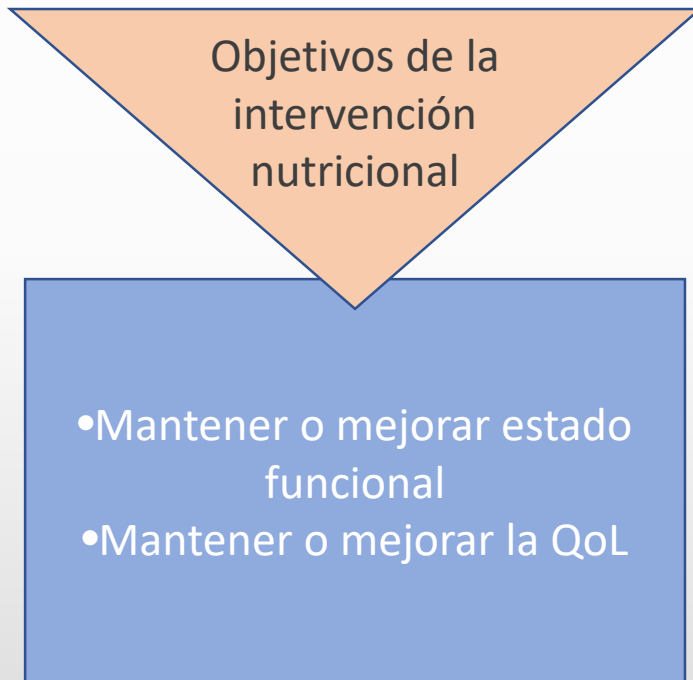 Objetivos de la
intervención
nutricional
•Mantener o mejorar estado
funcional
•Mantener o mejorar la QoL